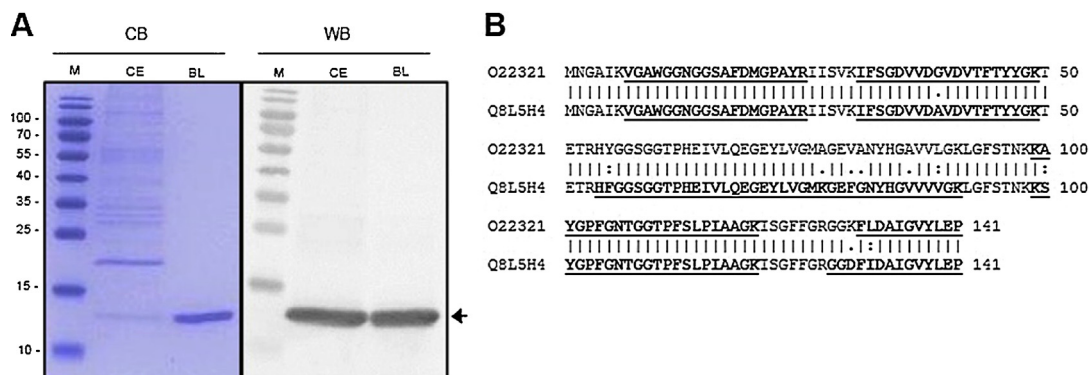 A
CB
WB
M CE BL
M CE BL
100 -
70 -
55 -
40 -
35 -
25 -
15 -
10 -
B
O22321 MNGAIKVGAWGGNGGSAFDMGPAYRIISVKIFSGDVVDGVDVTFTYYGKT 50
||||||||||||||||||||||||||||||||||||||.|||||||||||
Q8L5H4 MNGAIKVGAWGGNGGSAFDMGPAYRIISVKIFSGDVVDAVDVTFTYYGKT 50
O22321 ETRHYGGSGGTPHEIVLQEGEYLVGMAGEVANYHGAVVLGKLGFSTNKKA 100
||||:|||||||||||||||||||||.||..|||||.||:||||||||||:
Q8L5H4 ETRHFGGSGGTPHEIVLQEGEYLVGMKGEFGNYHGVVVVGKLGFSTNKKS 100
O22321 YGPFGNTGGTPFSLPIAAGKISGFFGRGGKFLDAIGVYLEP 141
|||||||||||||||||||||||||||||.|:|||||||||
Q8L5H4 YGPFGNTGGTPFSLPIAAGKISGFFGRGGDFIDAIGVYLEP 141